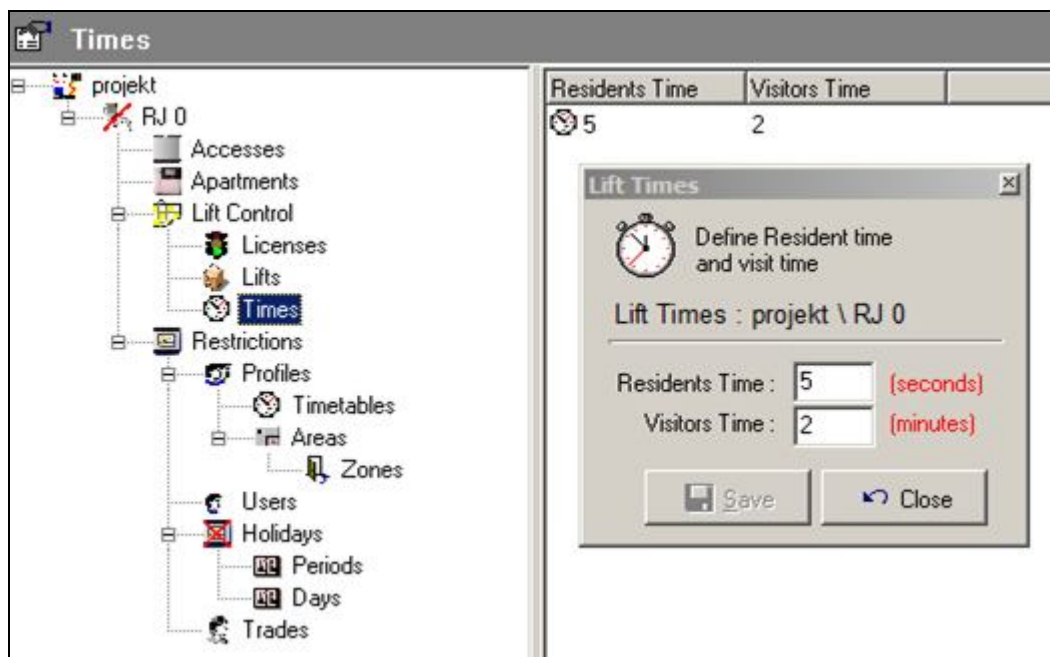 Times
projekt
RJ 0
Accesses
Apartments
Lift Control
Licenses
Lifts
Times
Restrictions
Profiles
Timetables
Areas
Zones
Users
Holidays
Periods
Days
Trades
Residents Time Visitors Time
5 2
Lift Times
Define Resident time
and visit time
Lift Times : projekt \ RJ 0
Residents Time : 5 (seconds)
Visitors Time : 2 (minutes)
Save Close